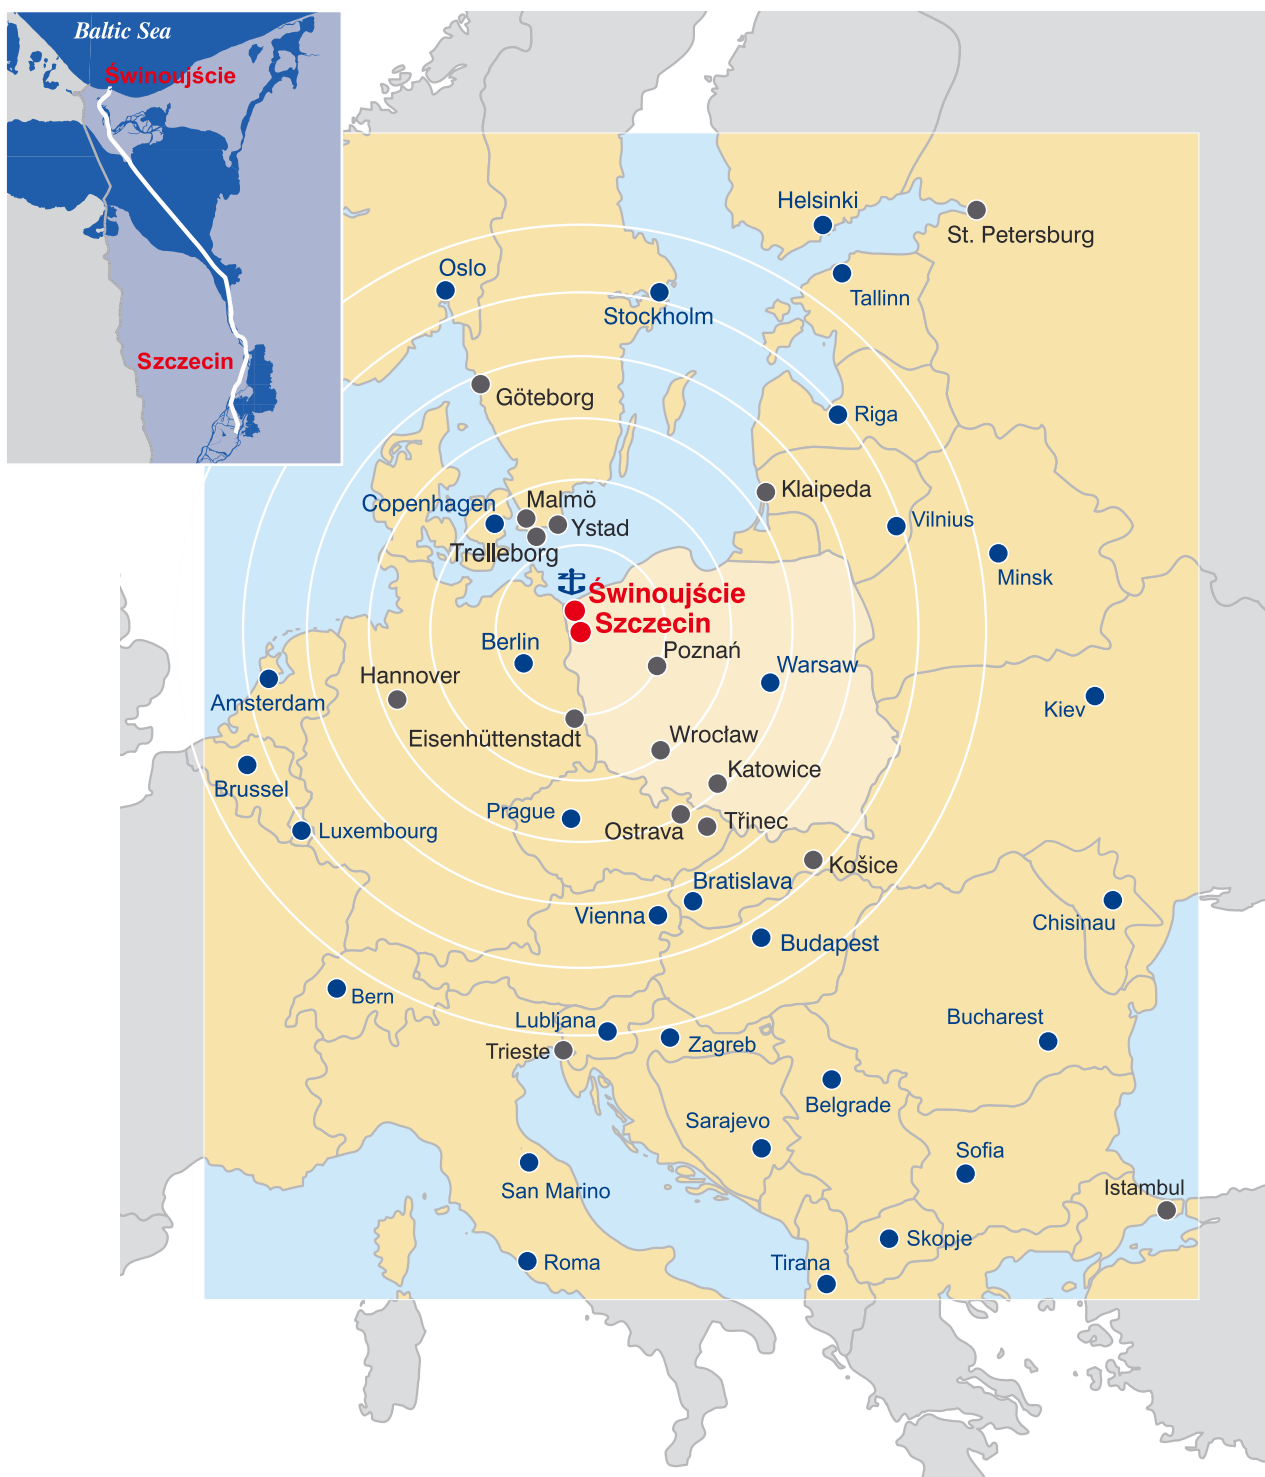 Baltic Sea
Świnoujście
Szczecin
Helsinki
St. Petersburg
Oslo
Tallinn
Stockholm
Göteborg
Riga
Klaipeda
Malmö
Copenhagen
Ystad
Vilnius
Trelleborg
Minsk
Świnoujście
Szczecin
Berlin
Poznań
Warsaw
Hannover
Amsterdam
Kiev
Eisenhüttenstadt
Wrocław
Katowice
Brussel
Prague
Ostrava
Třinec
Luxembourg
Košice
Bratislava
Vienna
Chisinau
Budapest
Bern
Lubljana
Bucharest
Zagreb
Trieste
Belgrade
Sarajevo
Sofia
San Marino
Istambul
Skopje
Roma
Tirana